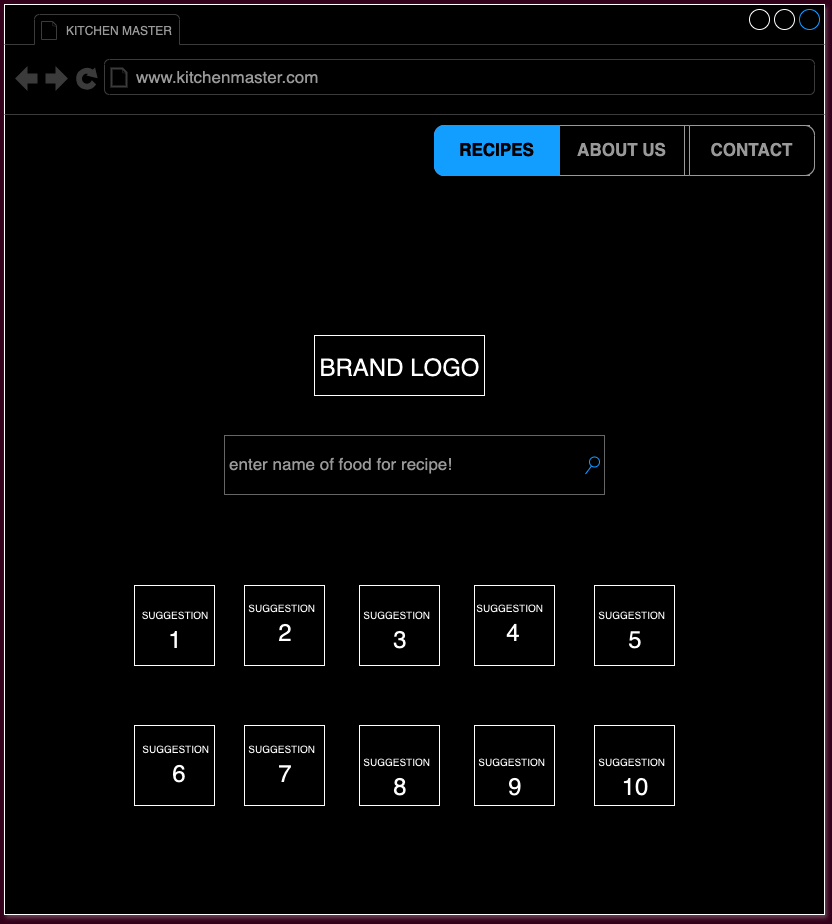 KITCHEN MASTER
www.kitchenmaster.com
RECIPES ABOUT US CONTACT
BRAND LOGO
enter name of food for recipe!
SUGGESTION
1
SUGGESTION
2
SUGGESTION
3
SUGGESTION
4
SUGGESTION
5
SUGGESTION
6
SUGGESTION
7
SUGGESTION
8
SUGGESTION
9
SUGGESTION
10